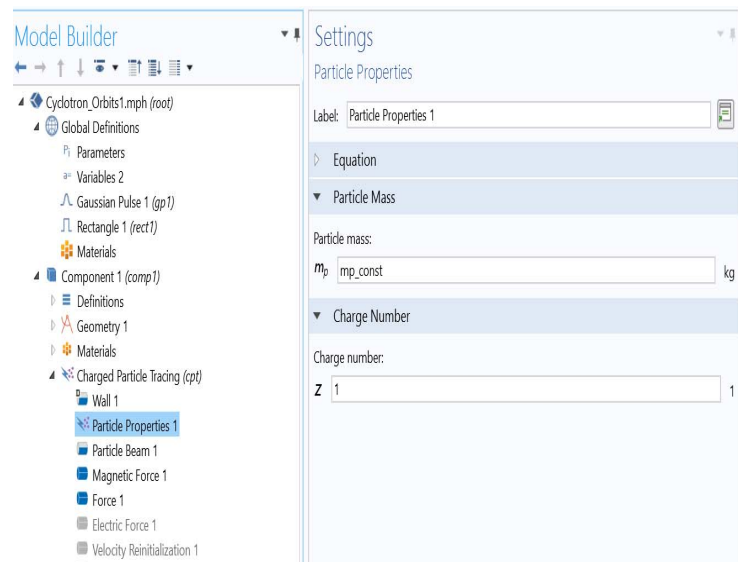 Model Builder
Cyclotron_Orbits1.mph (root)
Global Definitions
Pi Parameters
a= Variables 2
Gaussian Pulse 1 (gp1)
Rectangle 1 (rect1)
Materials
Component 1 (comp1)
Definitions
Geometry 1
Materials
Charged Particle Tracing (cpt)
D Wall 1
Particle Properties 1
Particle Beam 1
Magnetic Force 1
Force 1
Electric Force 1
Velocity Reinitialization 1
Settings
Particle Properties
Label: Particle Properties 1
Equation
Particle Mass
Particle mass:
mp mp_const kg
Charge Number
Charge number:
Z 1 1